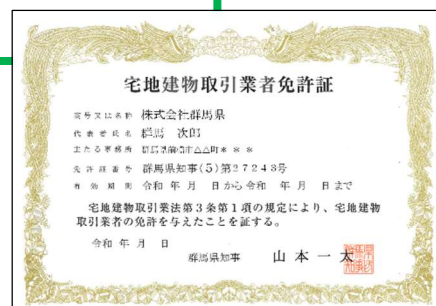 宅地建物取引業者免許証
商号又は名称 株式会社群馬県
代表者氏名 群馬 次郎
主たる事務所 群馬県前橋市△△町＊＊＊
免許証番号 群馬県知事(5)第27243号
有効期間 令和 年 月 日から令和 年 月 日まで
宅地建物取引業法第3条第1項の規定により、宅地建物
取引業者の免許を与えたことを証する。
令和 年 月 日
群馬県知事 山本一太